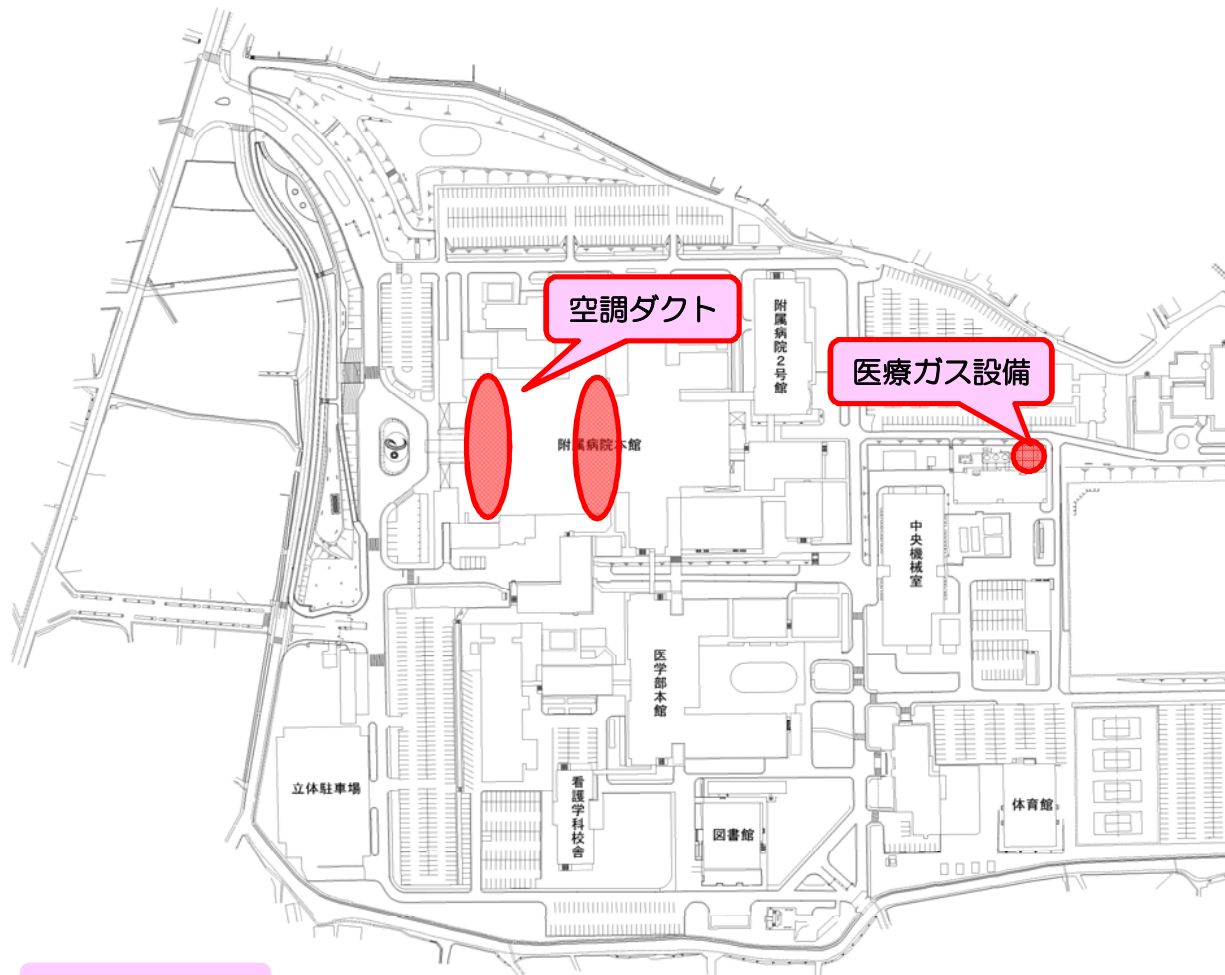 空調ダクト
附属病院2号館
医療ガス設備
附属病院本館
中央機械室
医学部本館
立体駐車場
看護学科校舎
図書館
体育館